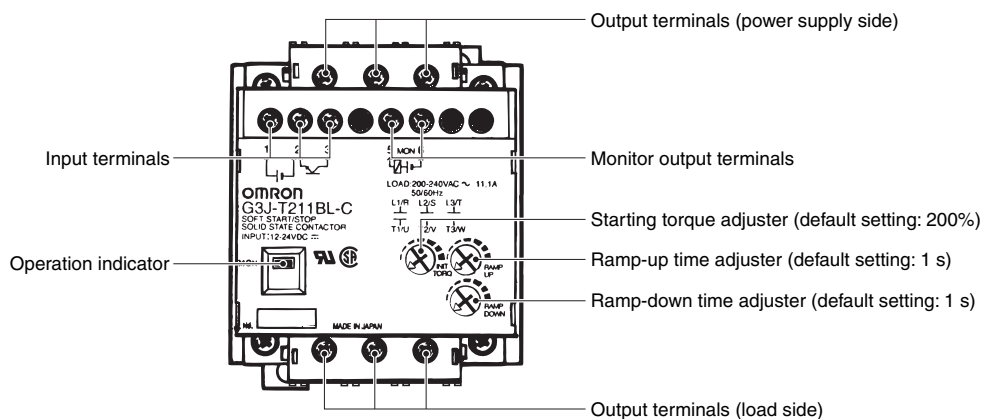 Output terminals (power supply side)
Input terminals
Monitor output terminals
1 2 3 5 MON 6
OMRON
G3J-T211BL-C
SOFT START/STOP
SOLID STATE CONTACTOR
INPUT:12-24VDC
LOAD 200-240VAC ~ 11.1A
50/60Hz
L1/R L2/S L3/T
T1/U T2/V T3/W
Starting torque adjuster (default setting: 200%)
INIT
TORQ
RAMP
UP
Ramp-up time adjuster (default setting: 1 s)
Operation indicator
Ramp-down time adjuster (default setting: 1 s)
RAMP
DOWN
No.
MADE IN JAPAN
Output terminals (load side)